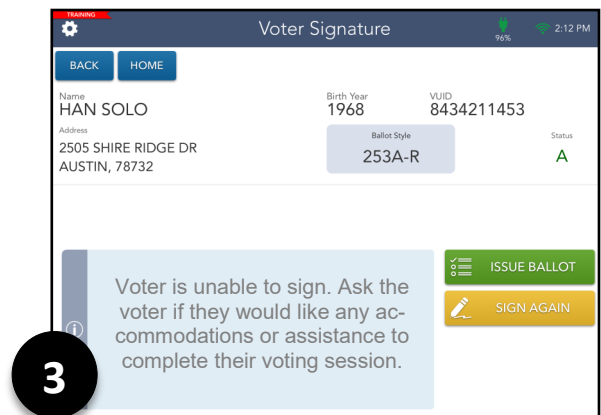 TRAINING
Voter Signature
96%
2:12 PM
BACK
HOME
Name
HAN SOLO
Birth Year
1968
VUID
8434211453
Address
2505 SHIRE RIDGE DR
AUSTIN, 78732
Ballot Style
253A-R
Status
A
Voter is unable to sign. Ask the
voter if they would like any ac-
commodations or assistance to
complete their voting session.
ISSUE BALLOT
SIGN AGAIN
3